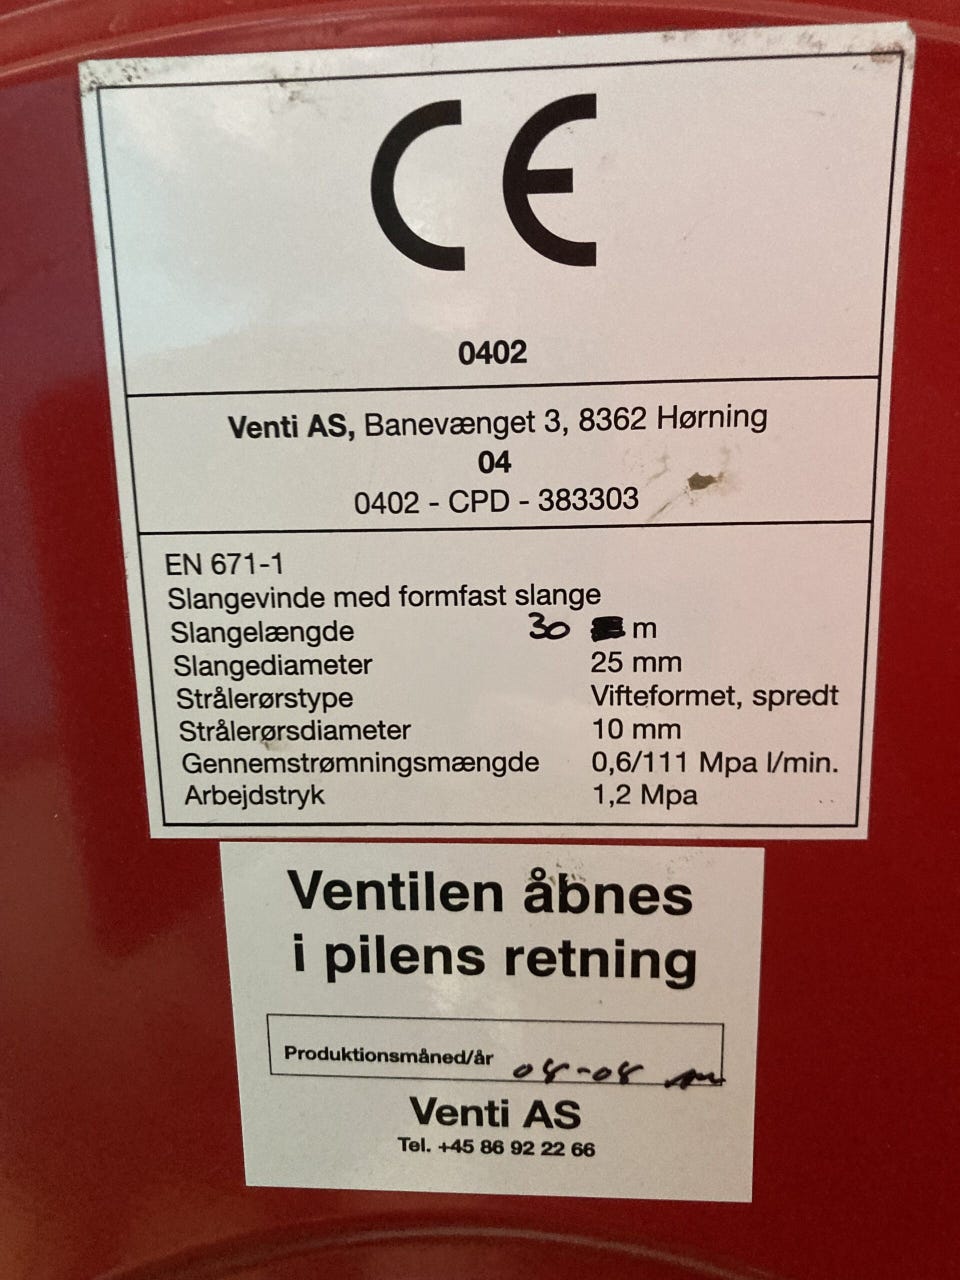 CE
0402
Venti AS, Banevænget 3, 8362 Hørning
04
0402 - CPD - 383303
EN 671-1
Slangevinde med formfast slange
Slangelængde 30 m
Slangediameter 25 mm
Strålerørstype Vifteformet, spredt
Strålerørsdiameter 10 mm
Gennemstrømningsmængde 0,6/111 Mpa l/min.
Arbejdstryk 1,2 Mpa
Ventilen åbnes
i pilens retning
Produktionsmåned/år 08-08
Venti AS
Tel. +45 86 92 22 66